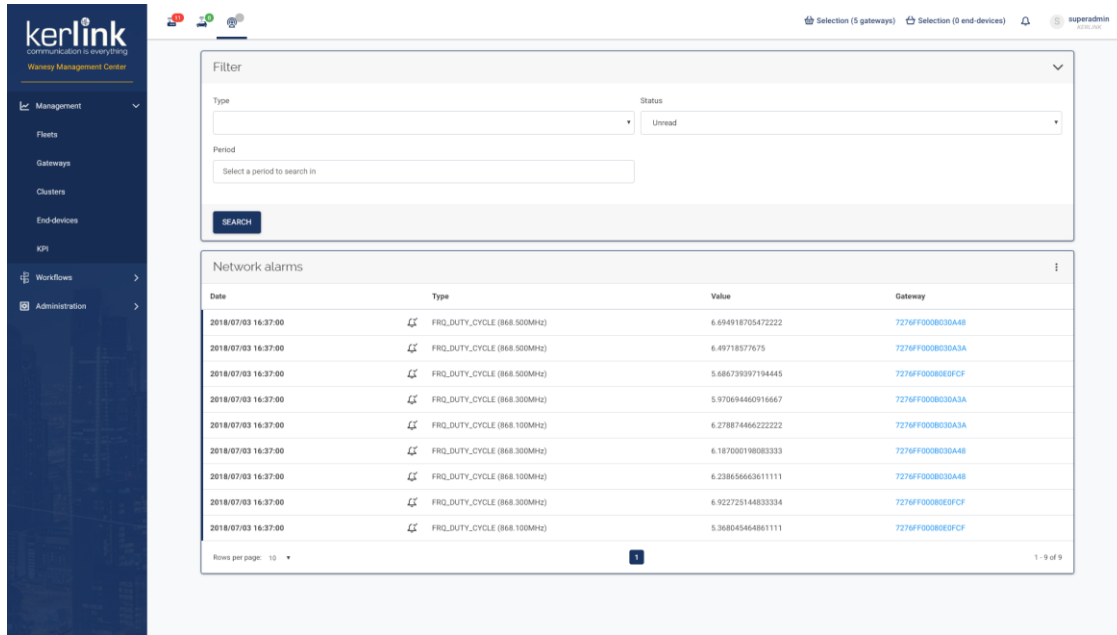 kerlink
communication is everything
Wanesy Management Center
Management
Fleets
Gateways
Clusters
End-devices
KPI
Workflows
Administration
11 0 0
Selection (5 gateways) Selection (0 end-devices) S superadmin
KERLINK
Filter
Type Status
Unread
Period
Select a period to search in
SEARCH
Network alarms
Date Type Value Gateway
2018/07/03 16:37:00 FRQ_DUTY_CYCLE (868.500MHz) 6.694918705472222 7276FF000B030A48
2018/07/03 16:37:00 FRQ_DUTY_CYCLE (868.500MHz) 6.49718577675 7276FF000B030A3A
2018/07/03 16:37:00 FRQ_DUTY_CYCLE (868.500MHz) 5.686739397194445 7276FF00080E0FCF
2018/07/03 16:37:00 FRQ_DUTY_CYCLE (868.300MHz) 5.970694460916667 7276FF000B030A3A
2018/07/03 16:37:00 FRQ_DUTY_CYCLE (868.100MHz) 6.278874466222222 7276FF000B030A3A
2018/07/03 16:37:00 FRQ_DUTY_CYCLE (868.300MHz) 6.187000198083333 7276FF000B030A48
2018/07/03 16:37:00 FRQ_DUTY_CYCLE (868.100MHz) 6.238656663611111 7276FF000B030A48
2018/07/03 16:37:00 FRQ_DUTY_CYCLE (868.300MHz) 6.922725144833334 7276FF00080E0FCF
2018/07/03 16:37:00 FRQ_DUTY_CYCLE (868.100MHz) 5.368045464861111 7276FF00080E0FCF
Rows per page: 10 1 1 - 9 of 9